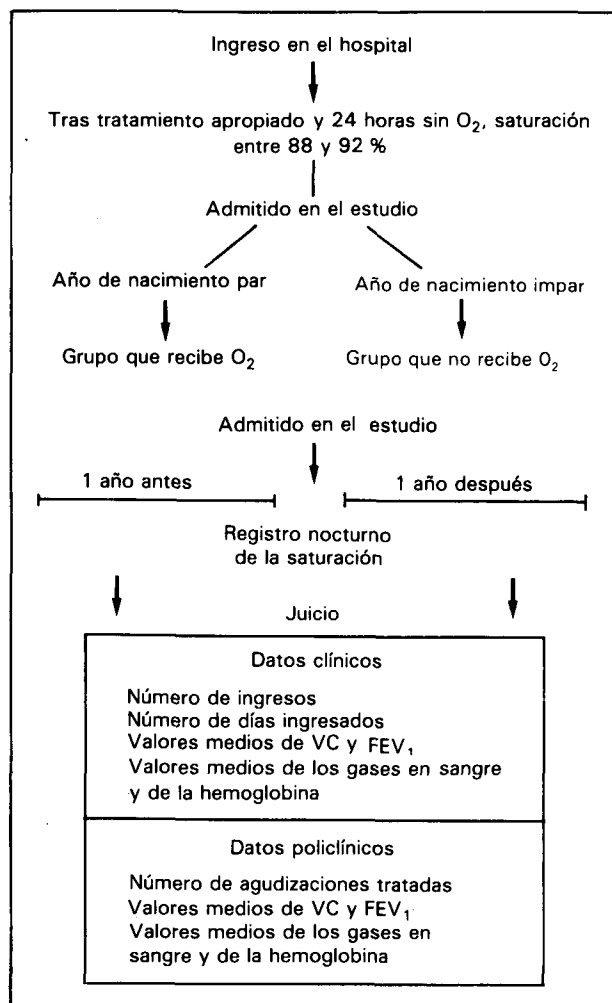 Ingreso en el hospital
Tras tratamiento apropiado y 24 horas sin O₂, saturación
entre 88 y 92 %
Admitido en el estudio
Año de nacimiento par
Año de nacimiento impar
Grupo que recibe O₂
Grupo que no recibe O₂
Admitido en el estudio
1 año antes
1 año después
Registro nocturno
de la saturación
Juicio
Datos clínicos
Número de ingresos
Número de días ingresados
Valores medios de VC y FEV₁
Valores medios de los gases en sangre
y de la hemoglobina
Datos policlínicos
Número de agudizaciones tratadas
Valores medios de VC y FEV₁
Valores medios de los gases en
sangre y de la hemoglobina